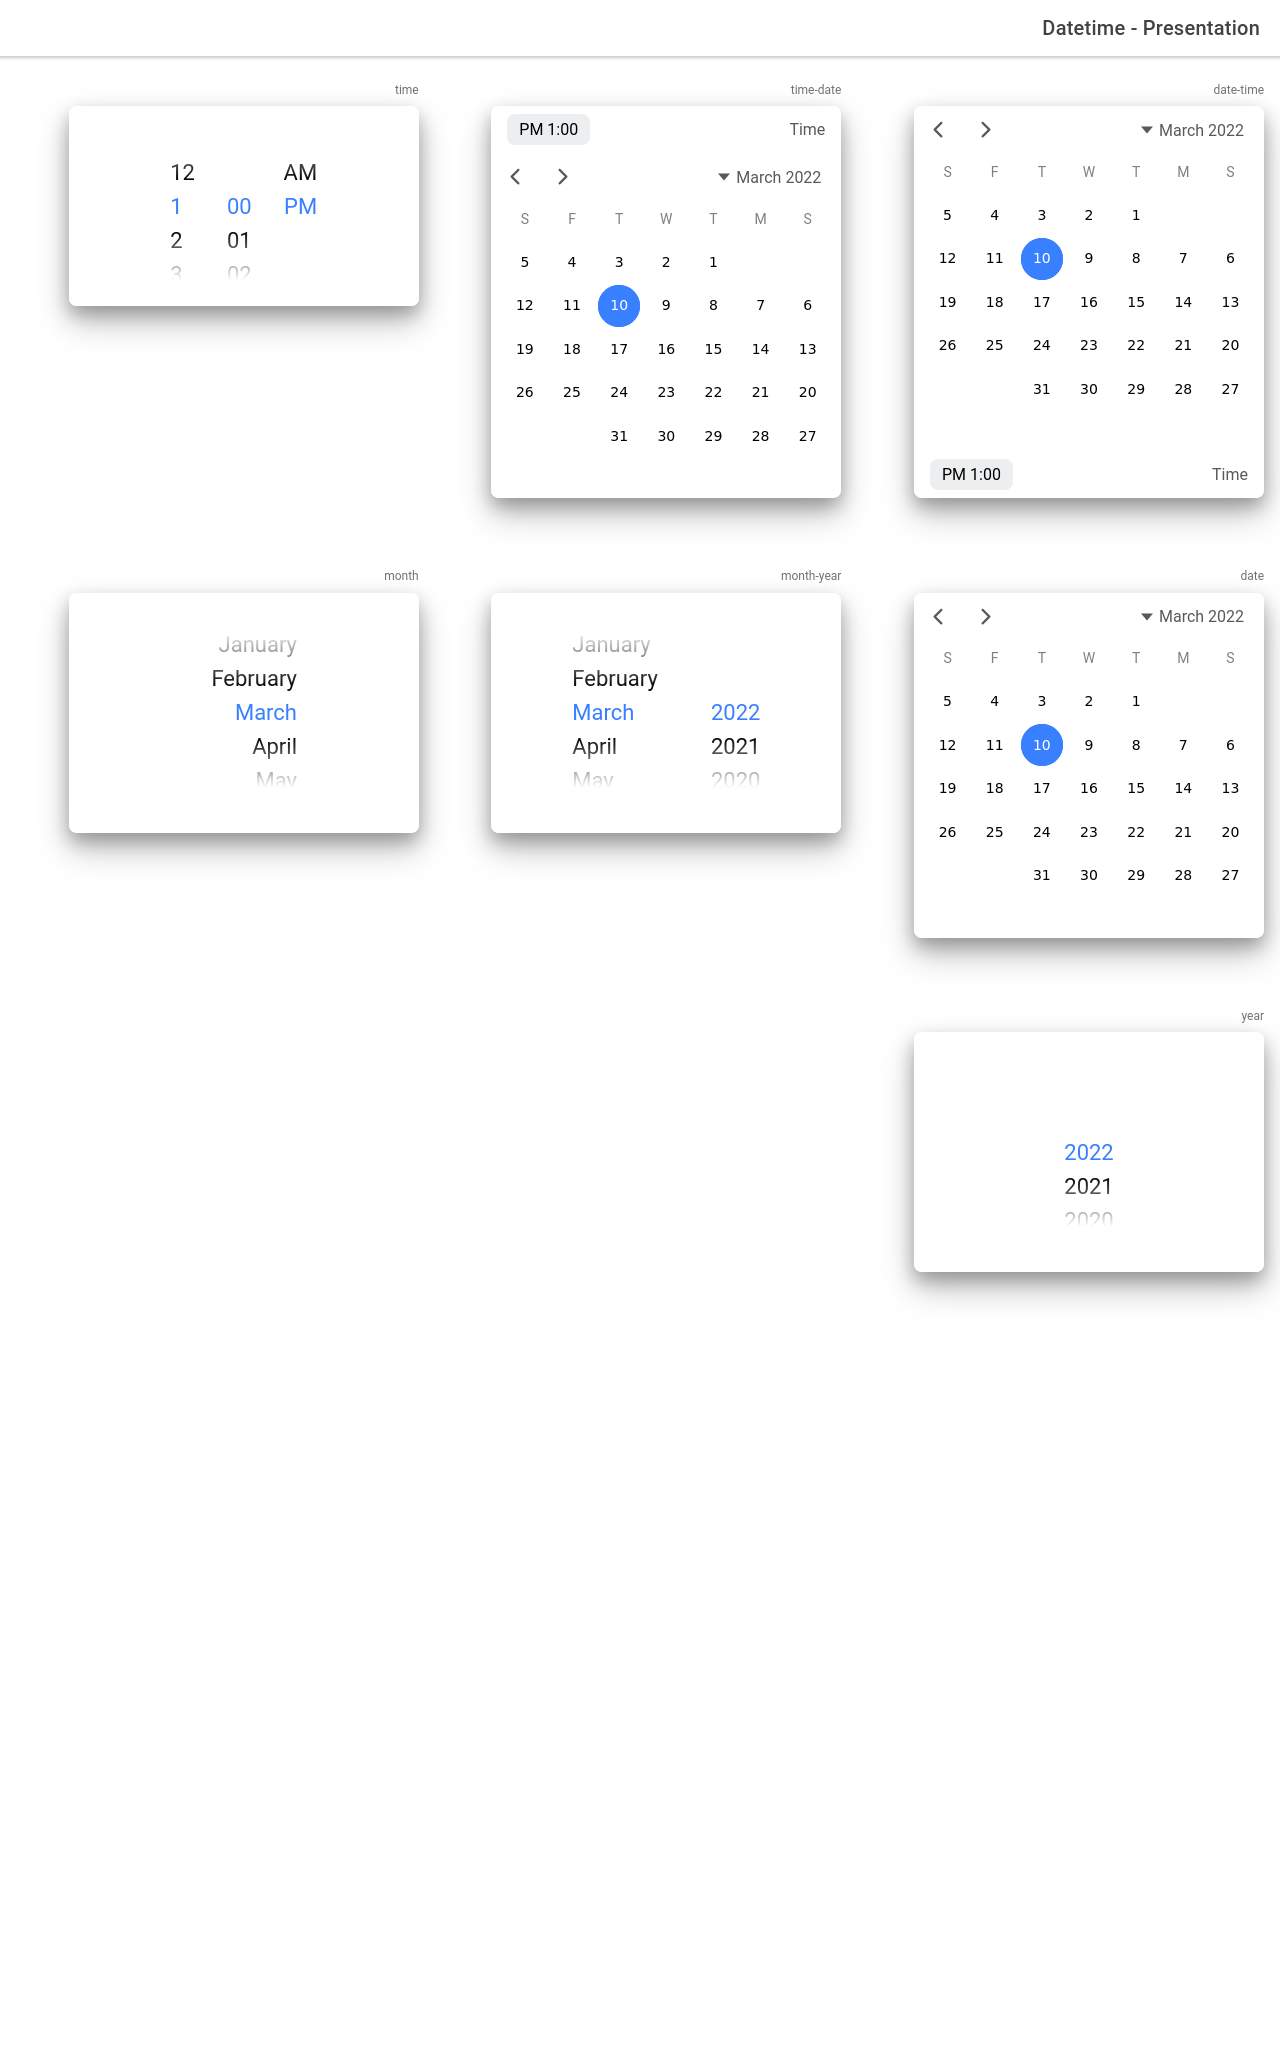 Datetime - Presentation
date-time
March 2022
S F T W T M S
5 4 3 2 1
12 11 10 9 8 7 6
19 18 17 16 15 14 13
26 25 24 23 22 21 20
31 30 29 28 27
PM 1:00 Time
time-date
PM 1:00 Time
March 2022
S F T W T M S
5 4 3 2 1
12 11 10 9 8 7 6
19 18 17 16 15 14 13
26 25 24 23 22 21 20
31 30 29 28 27
time
12 AM
1 00 PM
2 01
3 02
date
March 2022
S F T W T M S
5 4 3 2 1
12 11 10 9 8 7 6
19 18 17 16 15 14 13
26 25 24 23 22 21 20
31 30 29 28 27
month-year
January
February
March 2022
April 2021
May 2020
month
January
February
March
April
May
year
2022
2021
2020